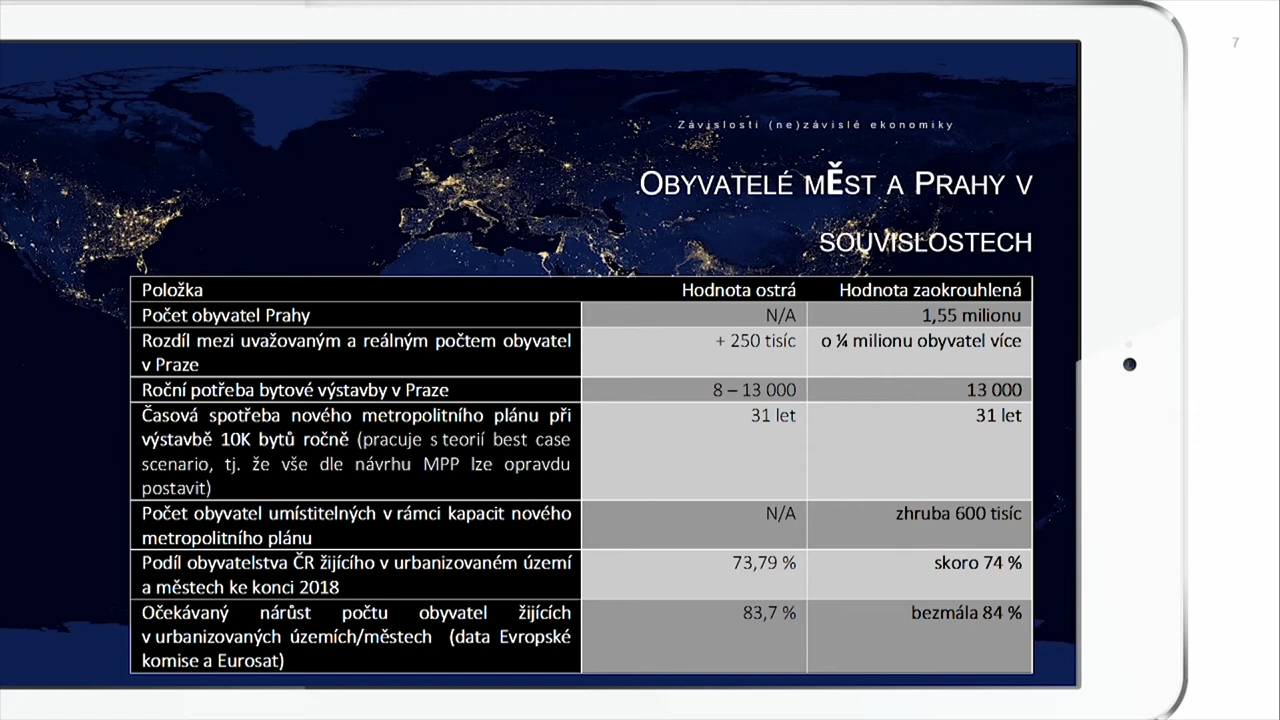 7
Závislosti (ne)závislé ekonomiky
OBYVATELÉ MĚST A PRAHY V
SOUVISLOSTECH
Položka Hodnota ostrá Hodnota zaokrouhlená
Počet obyvatel Prahy N/A 1,55 milionu
Rozdíl mezi uvažovaným a reálným počtem obyvatel + 250 tisíc o ¼ milionu obyvatel více
v Praze
Roční potřeba bytové výstavby v Praze 8 – 13 000 13 000
Časová spotřeba nového metropolitního plánu při 31 let 31 let
výstavbě 10K bytů ročně (pracuje s teorií best case
scenario, tj. že vše dle návrhu MPP lze opravdu
postavit)
Počet obyvatel umístitelných v rámci kapacit nového N/A zhruba 600 tisíc
metropolitního plánu
Podíl obyvatelstva ČR žijícího v urbanizovaném území 73,79 % skoro 74 %
a městech ke konci 2018
Očekávaný nárůst počtu obyvatel žijících 83,7 % bezmála 84 %
v urbanizovaných územích/městech (data Evropské
komise a Eurosat)